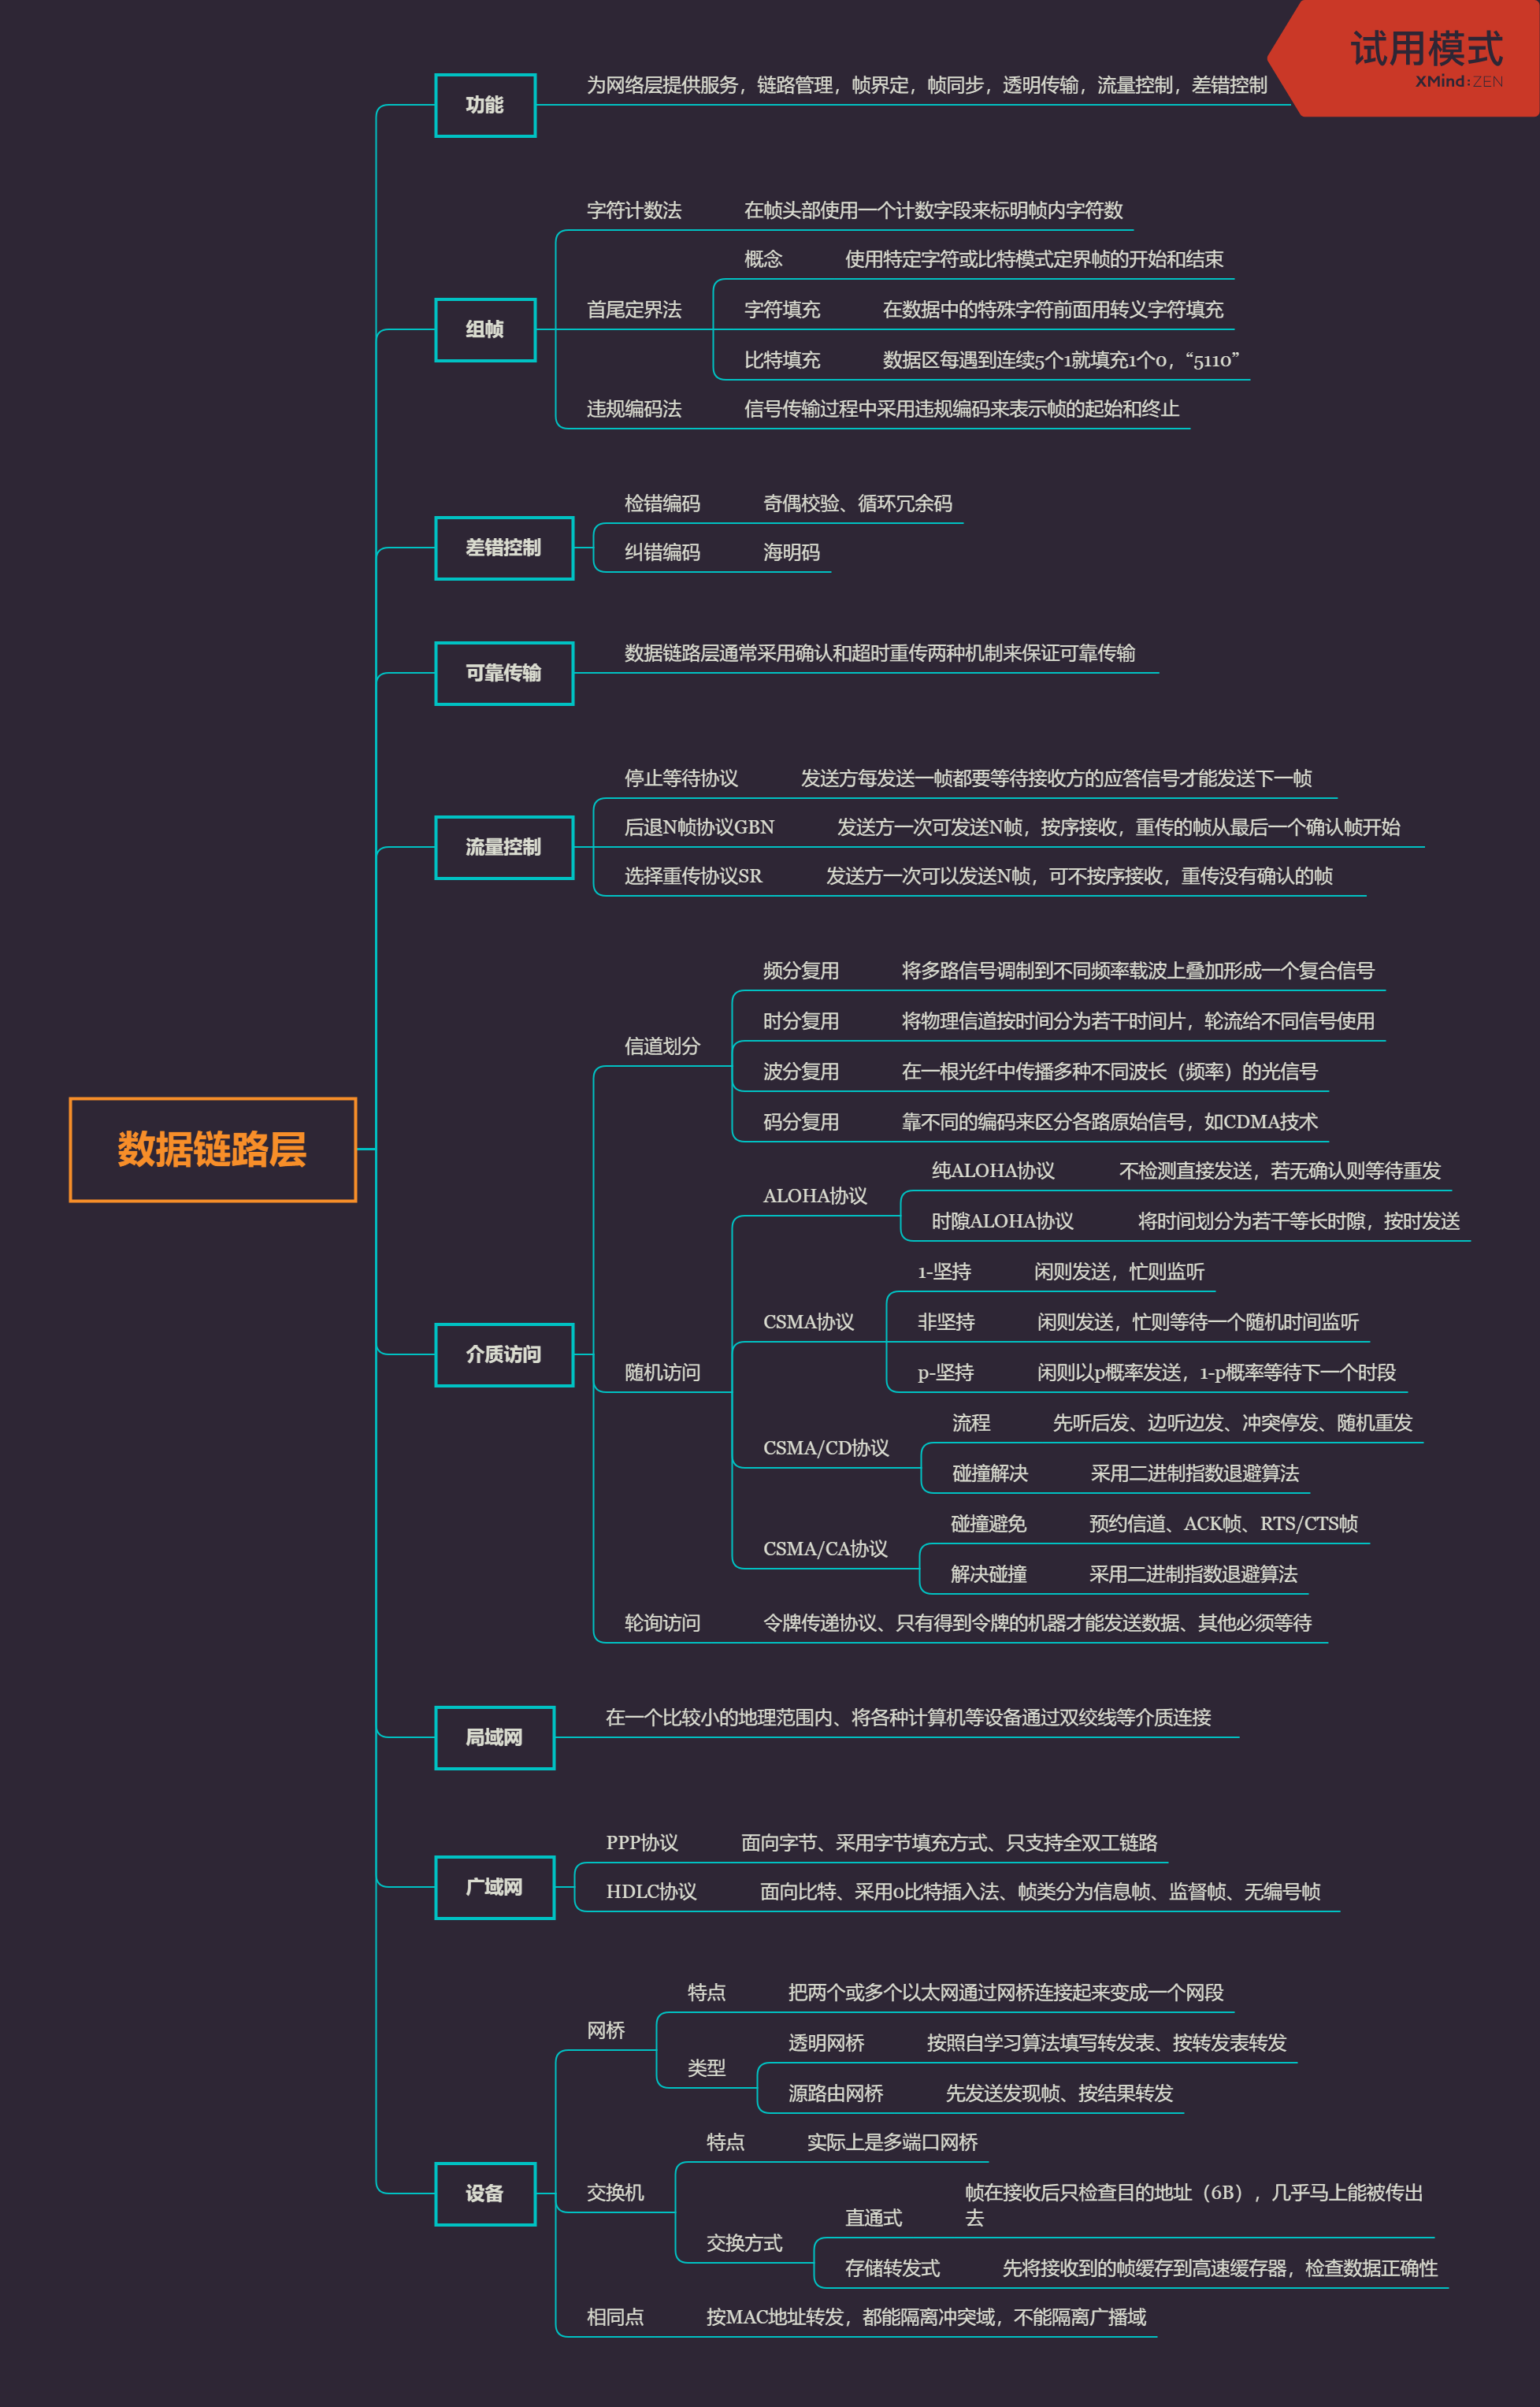 试用模式
XMind:ZEN
功能
为网络层提供服务，链路管理，帧界定，帧同步，透明传输，流量控制，差错控制
组帧
字符计数法
在帧头部使用一个计数字段来标明帧内字符数
首尾定界法
概念
使用特定字符或比特模式定界帧的开始和结束
字符填充
在数据中的特殊字符前面用转义字符填充
比特填充
数据区每遇到连续5个1就填充1个0，“5110”
违规编码法
信号传输过程中采用违规编码来表示帧的起始和终止
差错控制
检错编码
奇偶校验、循环冗余码
纠错编码
海明码
可靠传输
数据链路层通常采用确认和超时重传两种机制来保证可靠传输
流量控制
停止等待协议
发送方每发送一帧都要等待接收方的应答信号才能发送下一帧
后退N帧协议GBN
发送方一次可发送N帧，按序接收，重传的帧从最后一个确认帧开始
选择重传协议SR
发送方一次可以发送N帧，可不按序接收，重传没有确认的帧
数据链路层
介质访问
信道划分
频分复用
将多路信号调制到不同频率载波上叠加形成一个复合信号
时分复用
将物理信道按时间分为若干时间片，轮流给不同信号使用
波分复用
在一根光纤中传播多种不同波长（频率）的光信号
码分复用
靠不同的编码来区分各路原始信号，如CDMA技术
随机访问
ALOHA协议
纯ALOHA协议
不检测直接发送，若无确认则等待重发
时隙ALOHA协议
将时间划分为若干等长时隙，按时发送
CSMA协议
1-坚持
闲则发送，忙则监听
非坚持
闲则发送，忙则等待一个随机时间监听
p-坚持
闲则以p概率发送，1-p概率等待下一个时段
CSMA/CD协议
流程
先听后发、边听边发、冲突停发、随机重发
碰撞解决
采用二进制指数退避算法
CSMA/CA协议
碰撞避免
预约信道、ACK帧、RTS/CTS帧
解决碰撞
采用二进制指数退避算法
轮询访问
令牌传递协议、只有得到令牌的机器才能发送数据、其他必须等待
局域网
在一个比较小的地理范围内、将各种计算机等设备通过双绞线等介质连接
广域网
PPP协议
面向字节、采用字节填充方式、只支持全双工链路
HDLC协议
面向比特、采用0比特插入法、帧类分为信息帧、监督帧、无编号帧
设备
网桥
特点
把两个或多个以太网通过网桥连接起来变成一个网段
类型
透明网桥
按照自学习算法填写转发表、按转发表转发
源路由网桥
先发送发现帧、按结果转发
交换机
特点
实际上是多端口网桥
交换方式
直通式
帧在接收后只检查目的地址（6B），几乎马上能被传出
去
存储转发式
先将接收到的帧缓存到高速缓存器，检查数据正确性
相同点
按MAC地址转发，都能隔离冲突域，不能隔离广播域